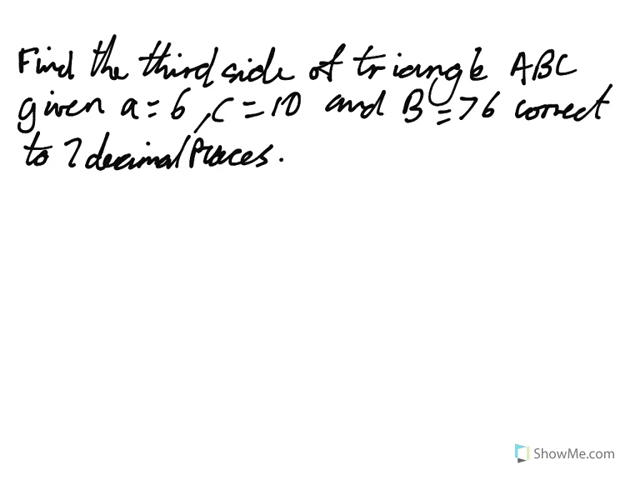 Find the third side of triangle ABC
given a = 6, c = 10 and B = 76 correct
to 2 decimal Places.
ShowMe.com